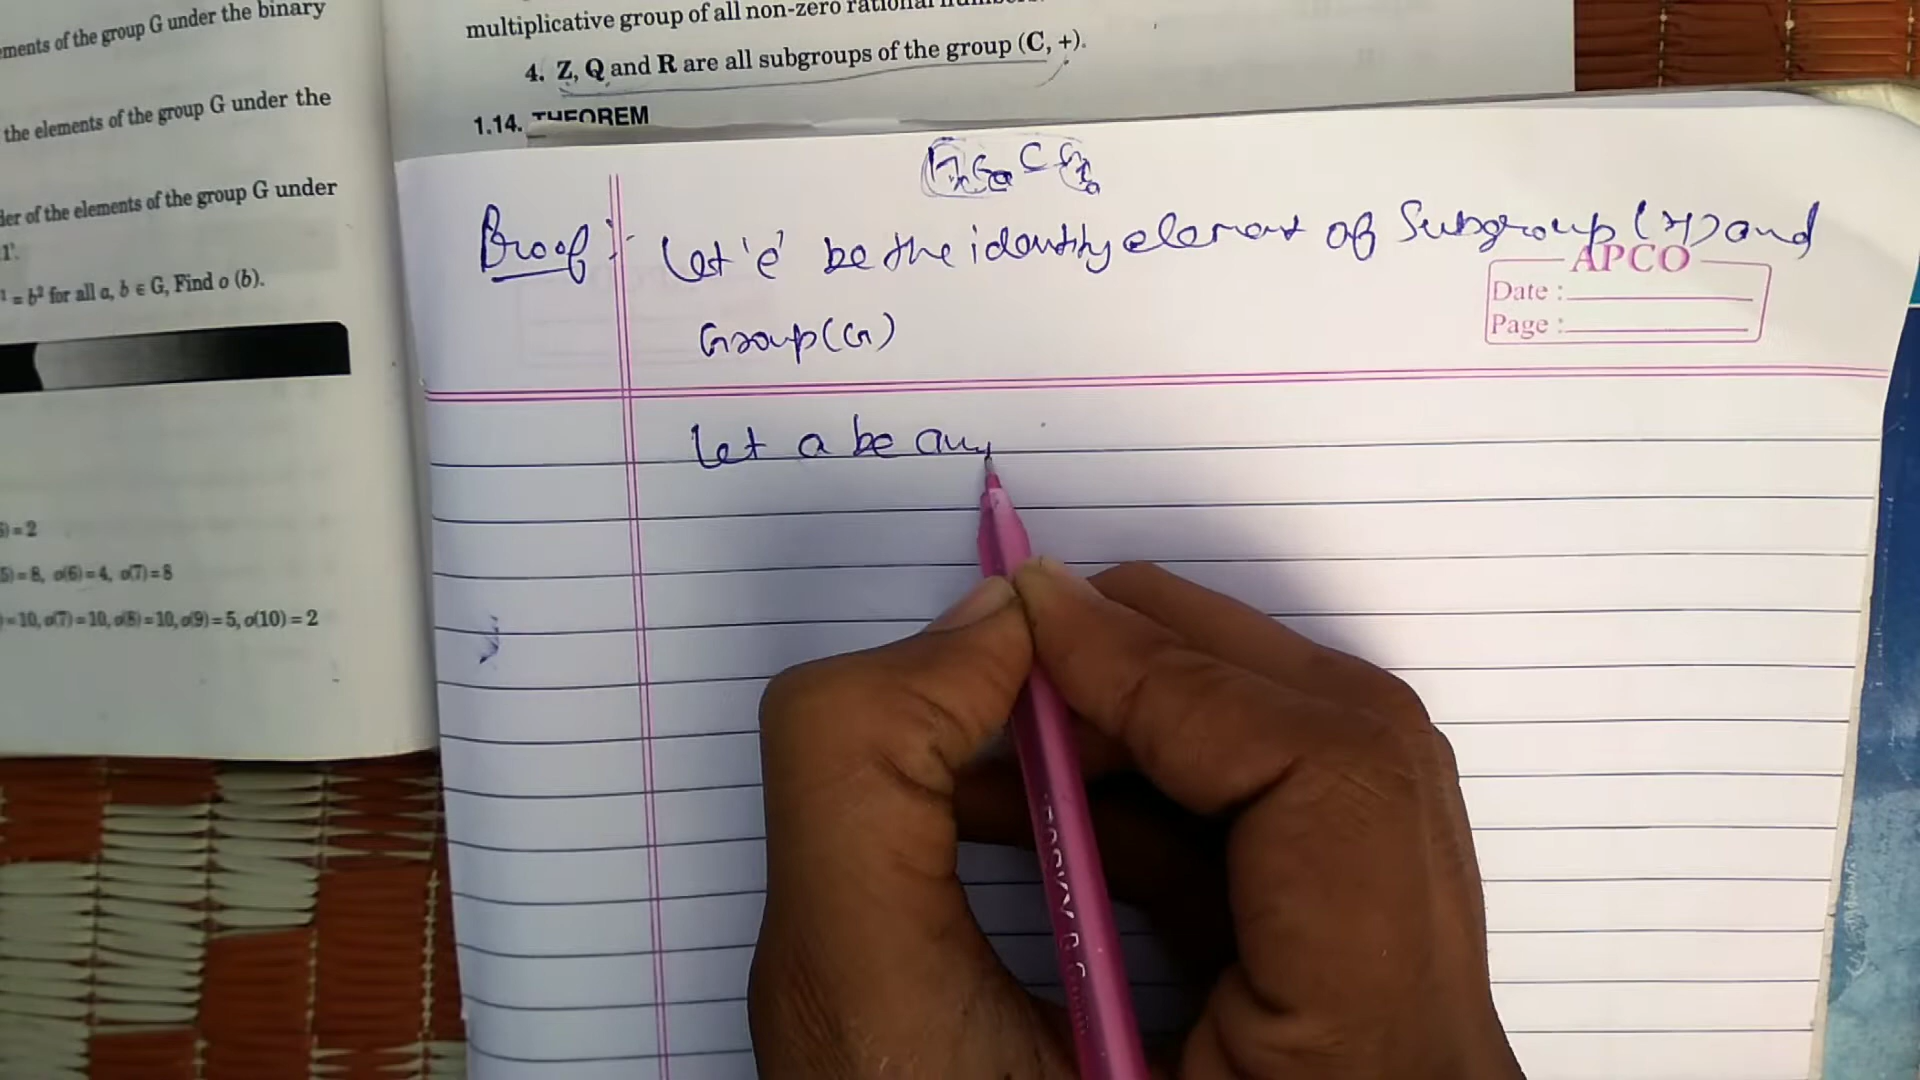 ments of the group G under the binary
the elements of the group G under the
der of the elements of the group G under
1'.
¹ = b² for all a, b ∈ G, Find o (b).
) = 2
5) = 8, o(6) = 4, o(7) = 8
) = 10, o(7) = 10, o(8) = 10, o(9) = 5, o(10) = 2
multiplicative group of all non-zero rational
4. Z, Q and R are all subgroups of the group (C, +).
1.14. THEOREM
Proof :- Let 'e' be the identity element of Subgroup (H) and
Group (G)
APCO
Date :
Page :
Let a be any